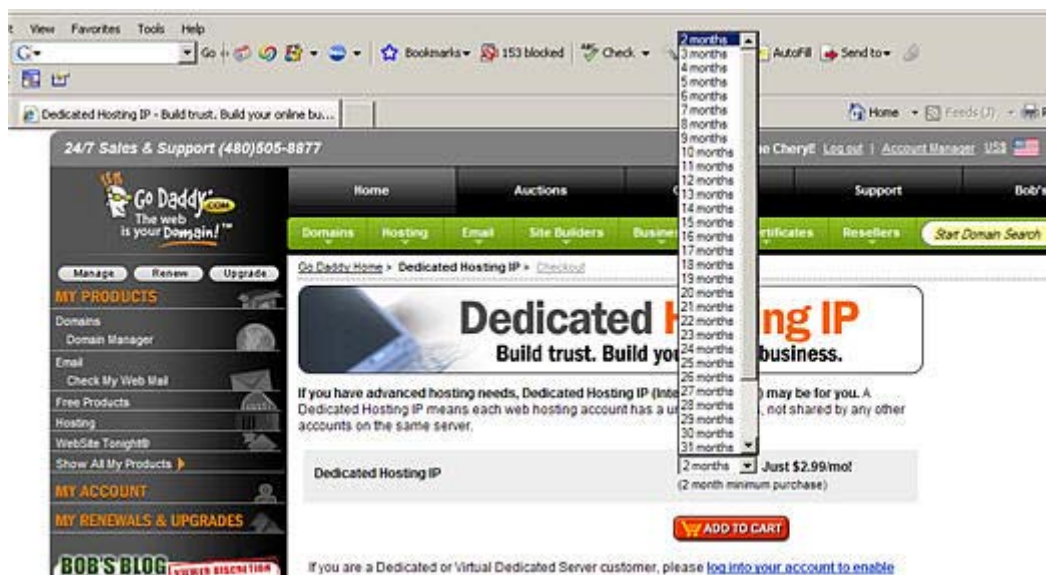 View Favorites Tools Help
G Go Bookmarks 153 blocked Check AutoFill Send to
Dedicated Hosting IP - Build trust. Build your online bu...
Home Feeds (J)
24/7 Sales & Support (480)505-8877
CherylE Log out | Account Manager US$
Go Daddy.COM
The web
is your Domain!™
Home Auctions Support Bob's
Domains Hosting Email Site Builders Resellers Start Domain Search
Go Daddy Home > Dedicated Hosting IP > Checkout
Manage Renew Upgrade
MY PRODUCTS
Domains
Domain Manager
Email
Check My Web Mail
Free Products
Hosting
WebSite Tonight®
Show All My Products
MY ACCOUNT
MY RENEWALS & UPGRADES
BOB'S BLOG VIEWER DISCRETION
Dedicated H ng IP
Build trust. Build yo business.
If you have advanced hosting needs, Dedicated Hosting IP (Inte ) may be for you. A
Dedicated Hosting IP means each web hosting account has a u , not shared by any other
accounts on the same server.
2 months
3 months
4 months
5 months
6 months
7 months
8 months
9 months
10 months
11 months
12 months
13 months
14 months
15 months
16 months
17 months
18 months
19 months
20 months
21 months
22 months
23 months
24 months
25 months
26 months
27 months
28 months
29 months
30 months
31 months
Dedicated Hosting IP 2 months Just $2.99/mo!
(2 month minimum purchase)
ADD TO CART
If you are a Dedicated or Virtual Dedicated Server customer, please log into your account to enable